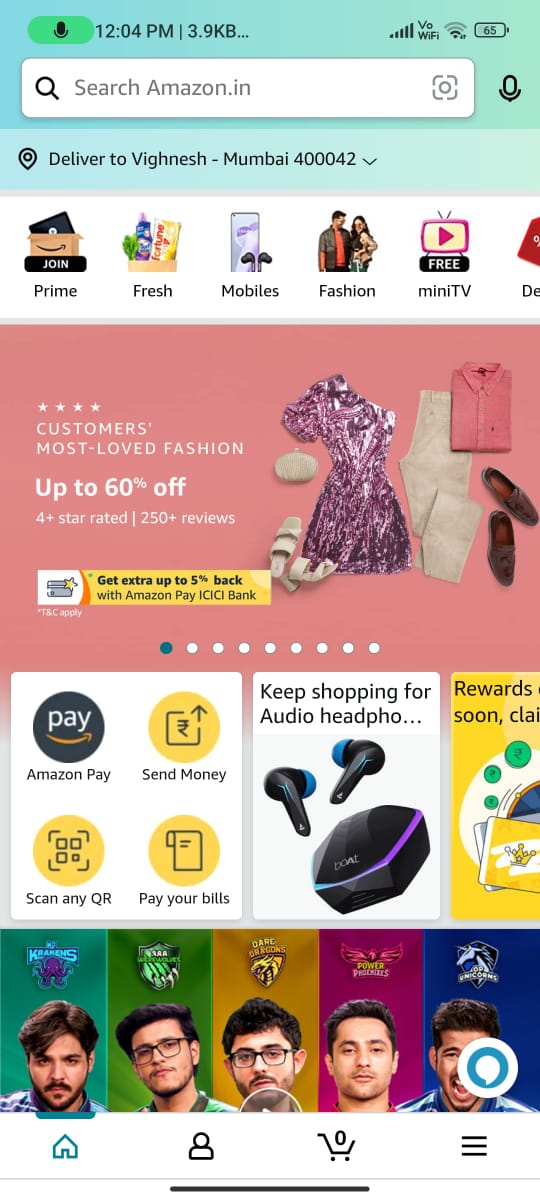 12:04 PM | 3.9KB...
Vo
WiFi
65
Search Amazon.in
Deliver to Vighnesh - Mumbai 400042
JOIN
fortune
FREE
%
Prime
Fresh
Mobiles
Fashion
miniTV
De
CUSTOMERS'
MOST-LOVED FASHION
Up to 60% off
4+ star rated | 250+ reviews
Get extra up to 5% back
with Amazon Pay ICICI Bank
*T&C apply
pay
Amazon Pay
Send Money
Scan any QR
Pay your bills
Keep shopping for
Audio headpho...
boAt
Rewards
soon, clai
KRAKENS
AAA
WEREWOLVES
DARE
DRAGONS
POWER
PHOENIXES
OP
UNICORNS
0